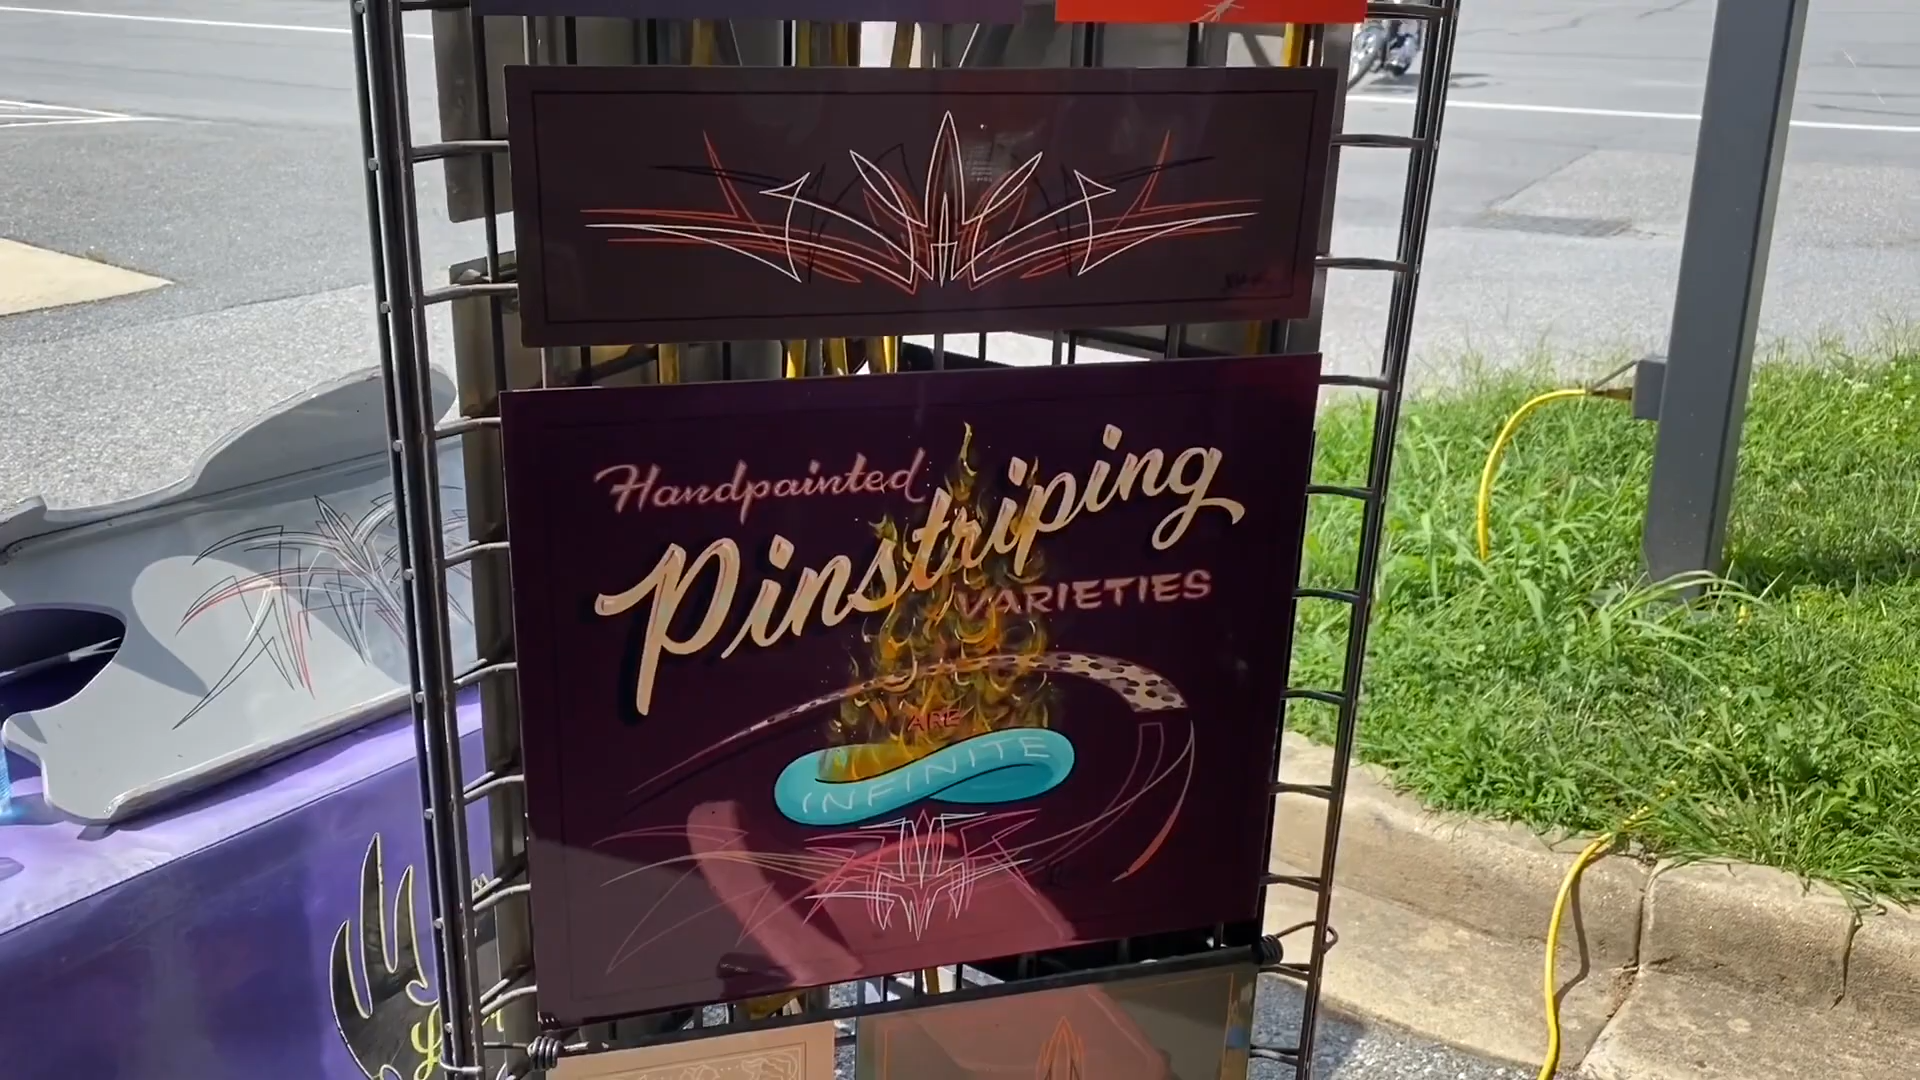 Handpainted
Pinstriping
VARIETIES
ARE
INFINITE